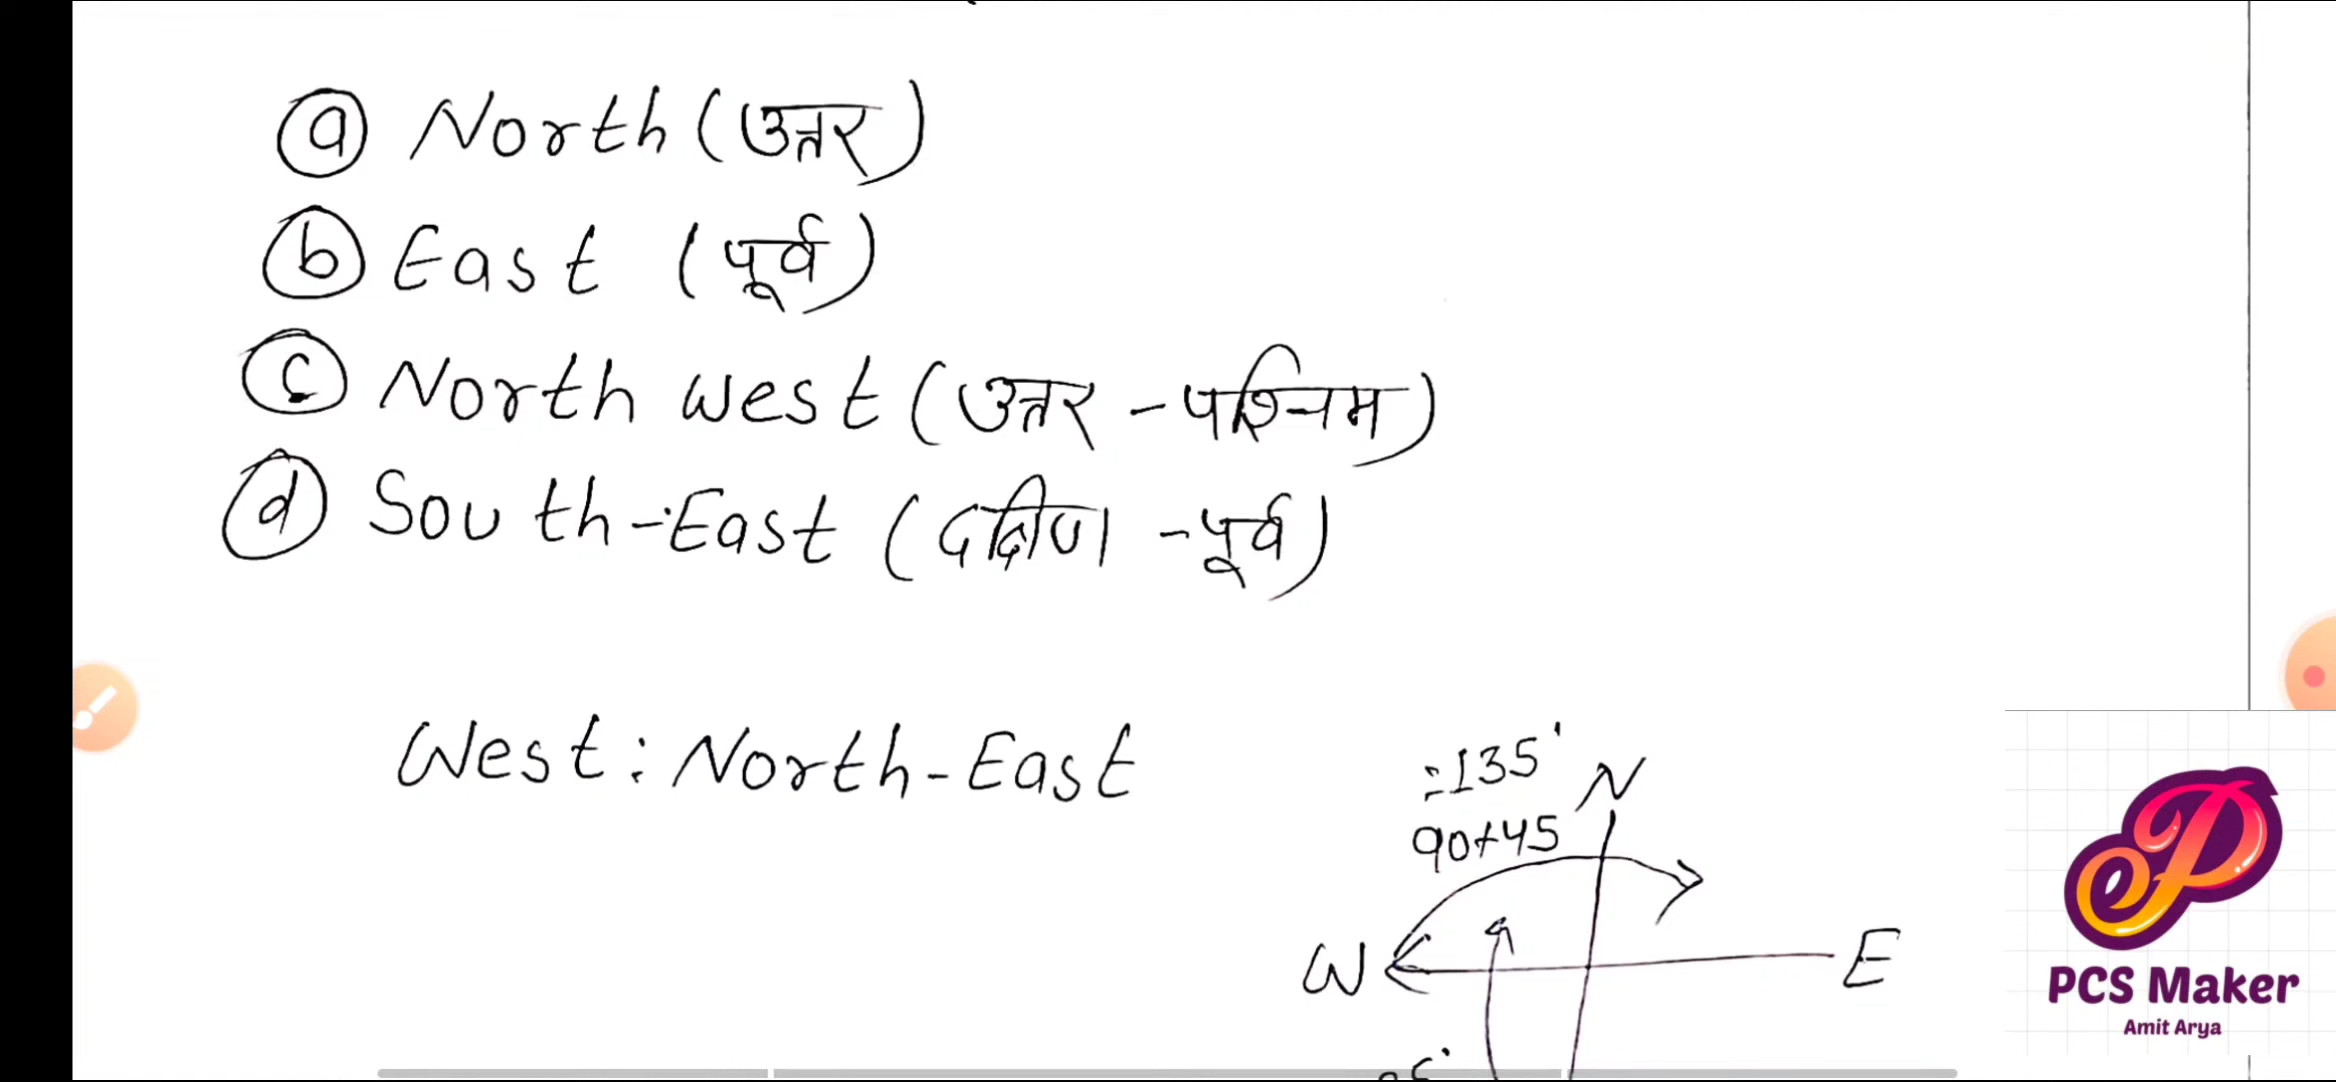 ⓐ North (उत्तर)
ⓑ East (पूर्व)
ⓒ North West (उत्तर - पश्चिम)
ⓓ South-East (दक्षीण - पूर्व)
West : North-East
=135°
90+45
N
W
E
PCS Maker
Amit Arya